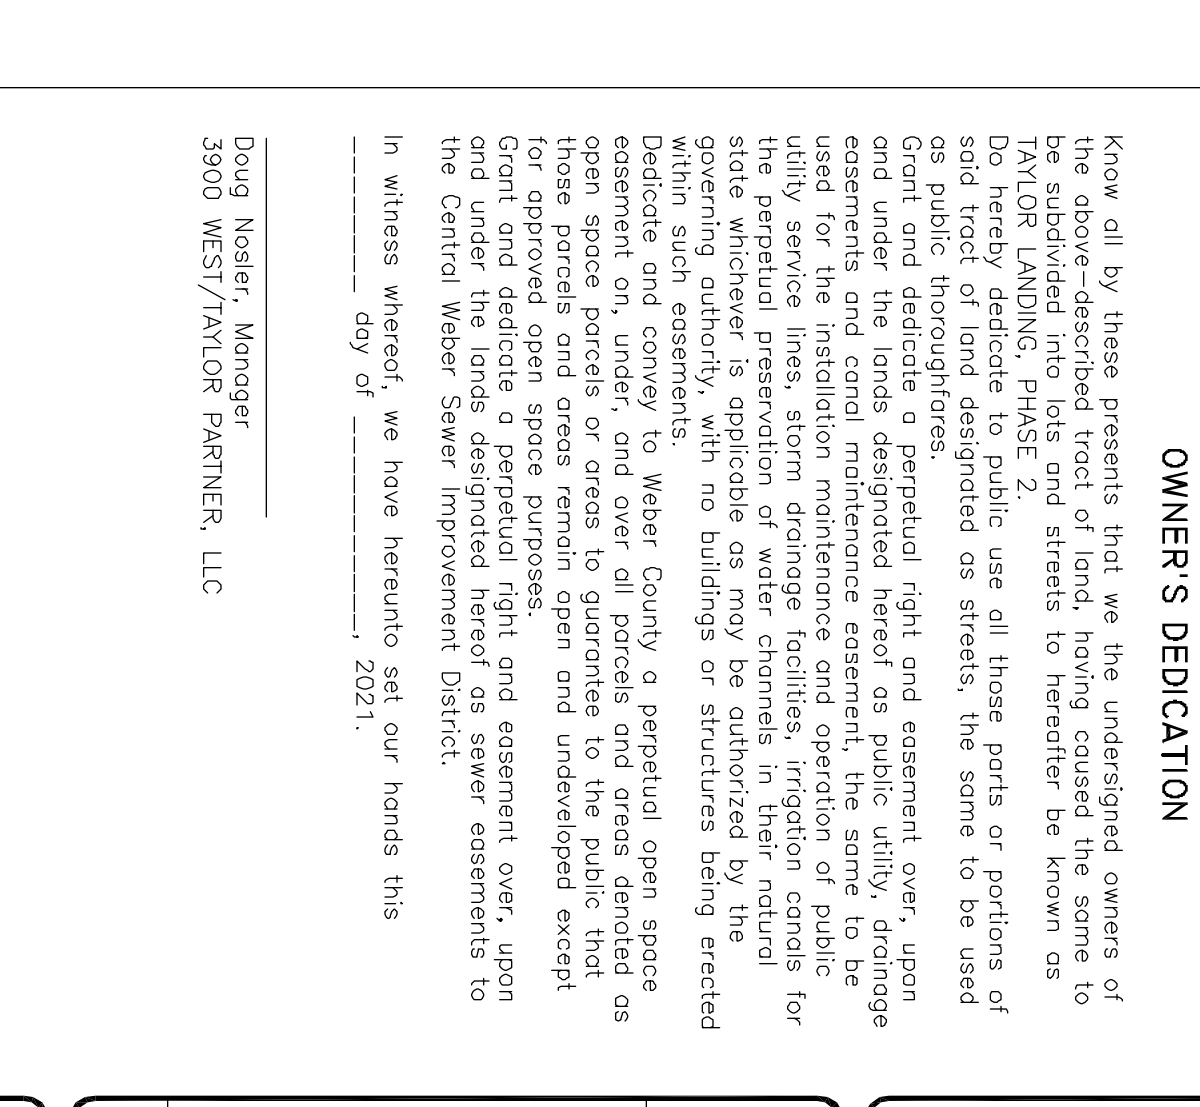 OWNER'S DEDICATION
Know all by these presents that we the undersigned owners of
the above-described tract of land, having caused the same to
be subdivided into lots and streets to hereafter be known as
TAYLOR LANDING, PHASE 2.
Do hereby dedicate to public use all those parts or portions of
said tract of land designated as streets, the same to be used
as public thoroughfares.
Grant and dedicate a perpetual right and easement over, upon
and under the lands designated hereof as public utility, drainage
easements and canal maintenance easement, the same to be
used for the installation maintenance and operation of public
utility service lines, storm drainage facilities, irrigation canals for
the perpetual preservation of water channels in their natural
state whichever is applicable as may be authorized by the
governing authority, with no buildings or structures being erected
within such easements.
Dedicate and convey to Weber County a perpetual open space
easement on, under, and over all parcels and areas denoted as
open space parcels or areas to guarantee to the public that
those parcels and areas remain open and undeveloped except
for approved open space purposes.
Grant and dedicate a perpetual right and easement over, upon
and under the lands designated hereof as sewer easements to
the Central Weber Sewer Improvement District.
In witness whereof, we have hereunto set our hands this
_________ day of ____________, 2021.
Doug Nosler, Manager
3900 WEST/TAYLOR PARTNER, LLC